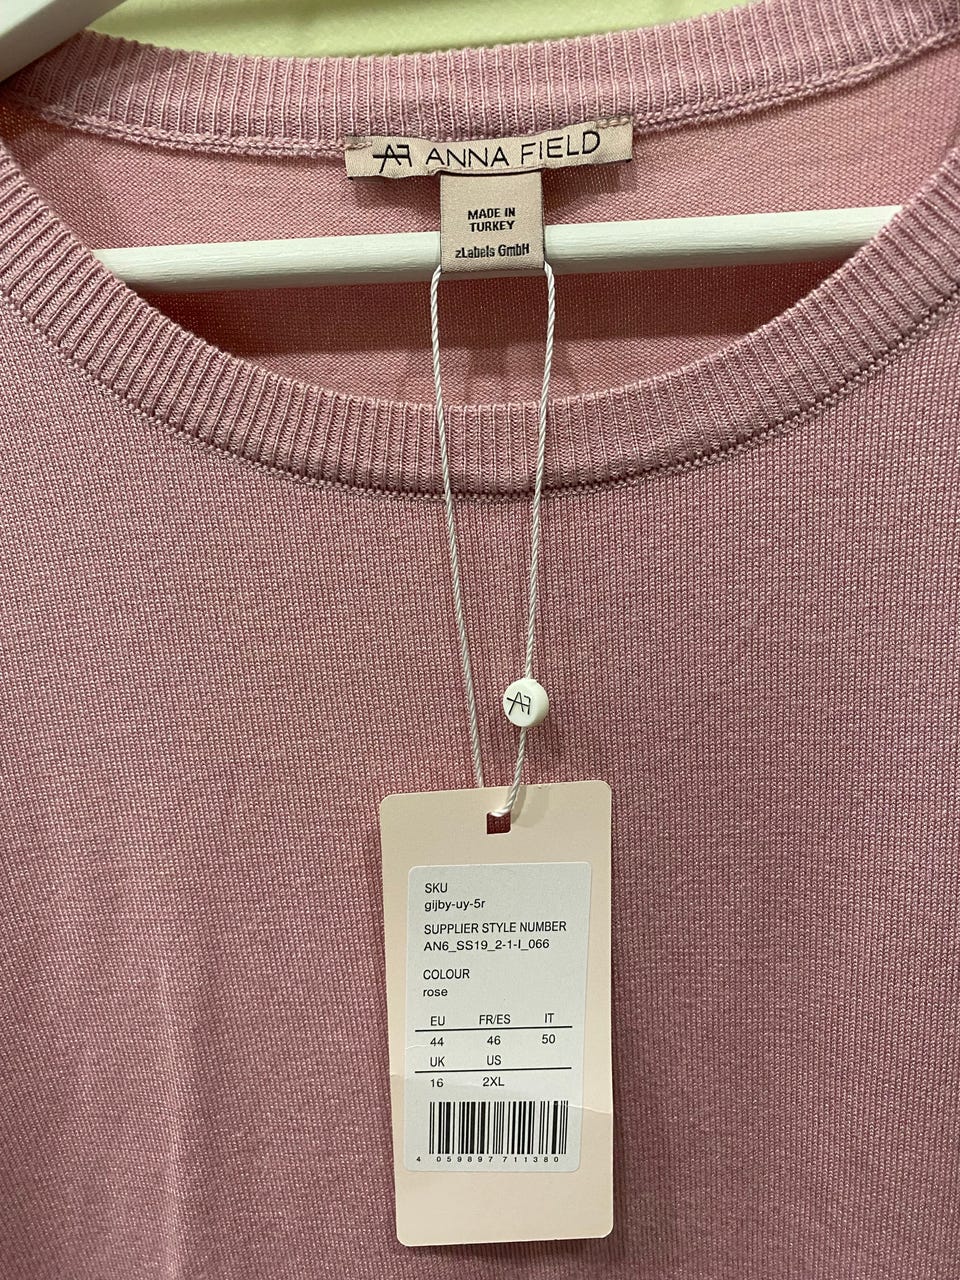 AF ANNA FIELD
MADE IN
TURKEY
zLabels GmbH
AF
SKU
gijby-uy-5r
SUPPLIER STYLE NUMBER
AN6_SS19_2-1-I_066
COLOUR
rose
EU FR/ES IT
44 46 50
UK US
16 2XL
4 059897 711380